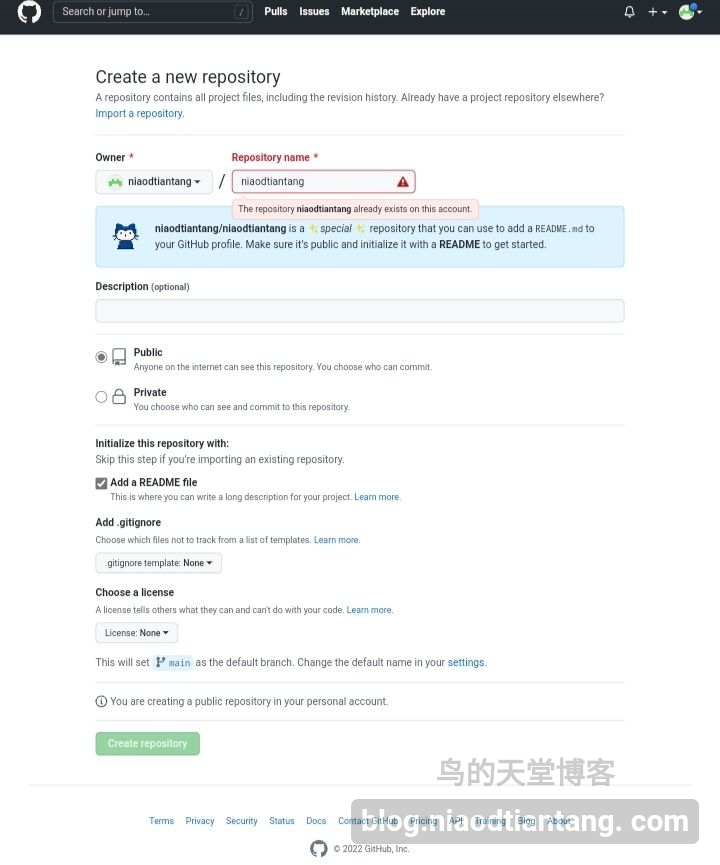 Search or jump to...
/
Pulls Issues Marketplace Explore
Create a new repository
A repository contains all project files, including the revision history. Already have a project repository elsewhere?
Import a repository.
Owner * Repository name *
niaodtiantang / niaodtiantang
The repository niaodtiantang already exists on this account.
niaodtiantang/niaodtiantang is a ✨special ✨ repository that you can use to add a README.md to
your GitHub profile. Make sure it's public and initialize it with a README to get started.
Description (optional)
Public
Anyone on the internet can see this repository. You choose who can commit.
Private
You choose who can see and commit to this repository.
Initialize this repository with:
Skip this step if you're importing an existing repository.
Add a README file
This is where you can write a long description for your project. Learn more.
Add .gitignore
Choose which files not to track from a list of templates. Learn more.
.gitignore template: None
Choose a license
A license tells others what they can and can't do with your code. Learn more.
License: None
This will set main as the default branch. Change the default name in your settings.
You are creating a public repository in your personal account.
Create repository
鸟的天堂博客
Terms Privacy Security Status Docs Contact GitHub Pricing API Training Blog About
blog.niaodtiantang. com
© 2022 GitHub, Inc.